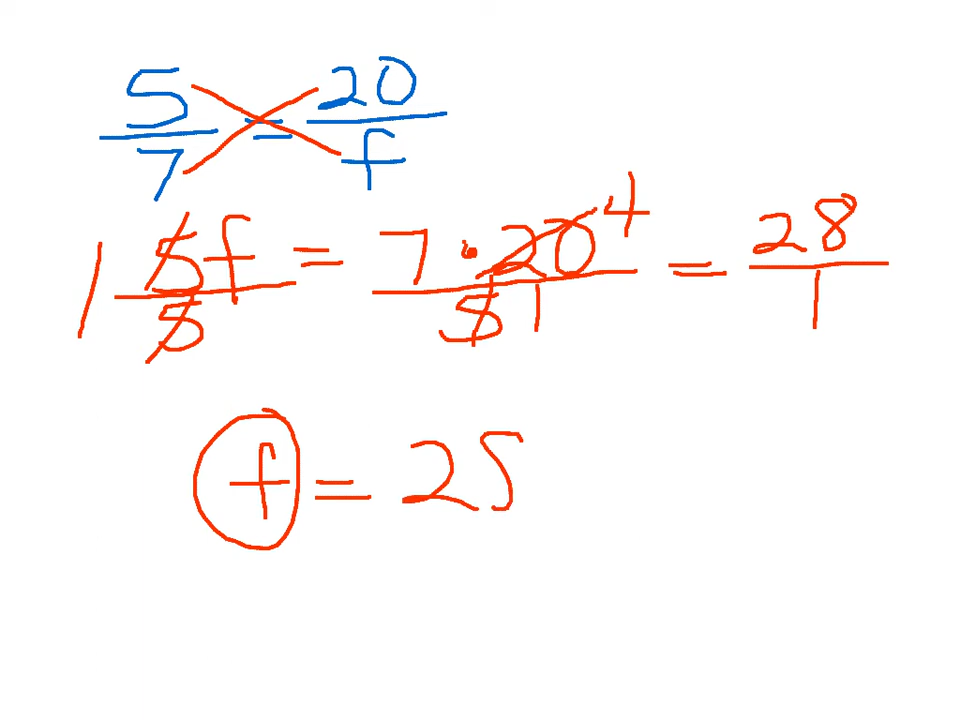 5/7 = 20/f
1 5f/5 = 7 · 20 4/5 1 = 28/1
f = 25